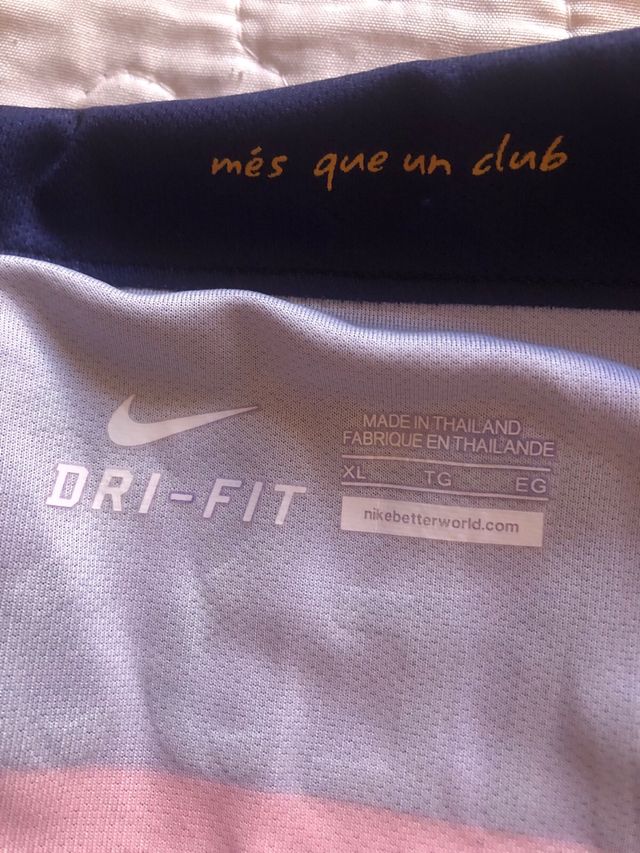 més que un club
DRI-FIT
MADE IN THAILAND
FABRIQUE EN THAILANDE
XL TG EG
nikebetterworld.com